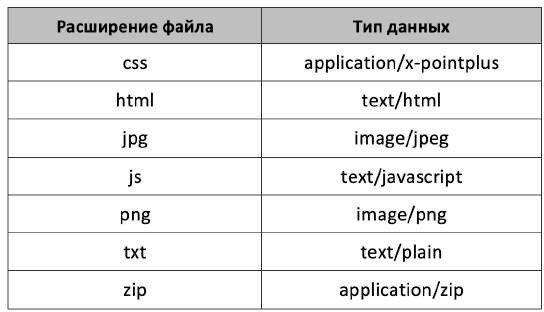 Расширение файла Тип данных
css application/x-pointplus
html text/html
jpg image/jpeg
js text/javascript
png image/png
txt text/plain
zip application/zip